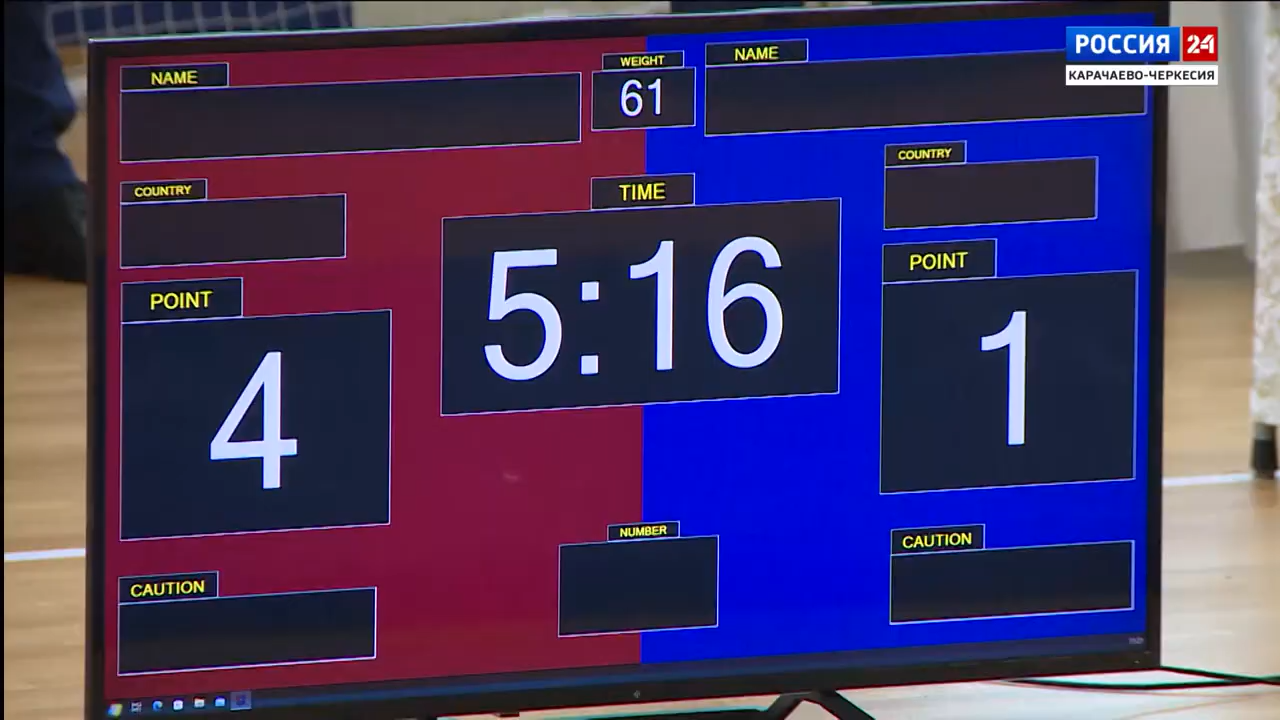 РОССИЯ 24
КАРАЧАЕВО-ЧЕРКЕСИЯ
NAME
WEIGHT
61
NAME
COUNTRY
TIME
5:16
COUNTRY
POINT
4
POINT
1
NUMBER
CAUTION
CAUTION